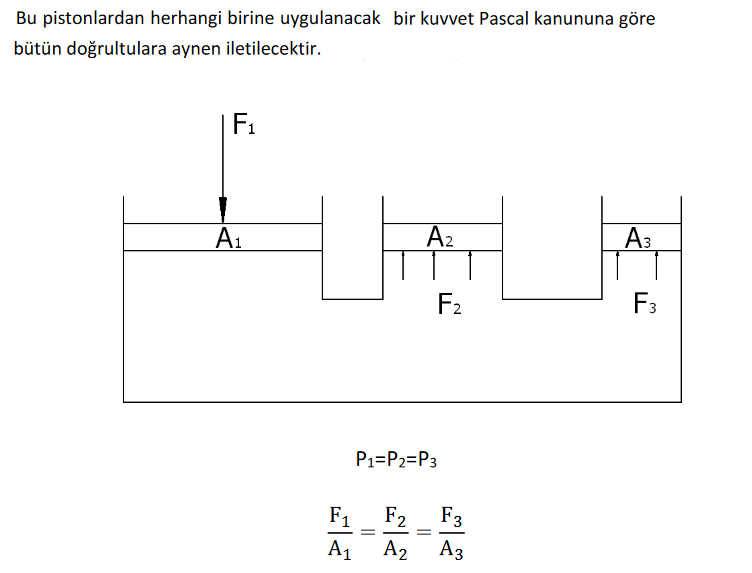 Bu pistonlardan herhangi birine uygulanacak bir kuvvet Pascal kanununa göre
bütün doğrultulara aynen iletilecektir.
F₁
A₁ A₂ A₃
F₂ F₃
P₁=P₂=P₃
F₁/A₁ = F₂/A₂ = F₃/A₃